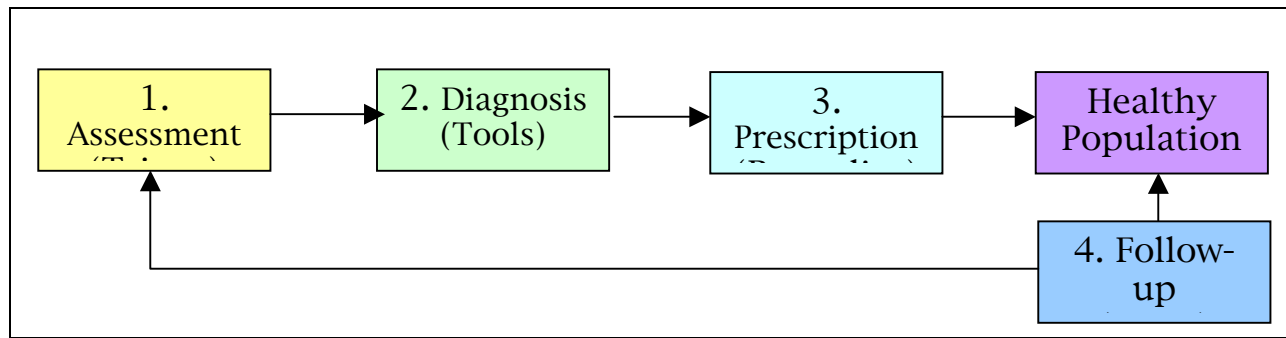 1.
Assessment
2. Diagnosis
(Tools)
3.
Prescription
Healthy
Population
4. Follow-
up